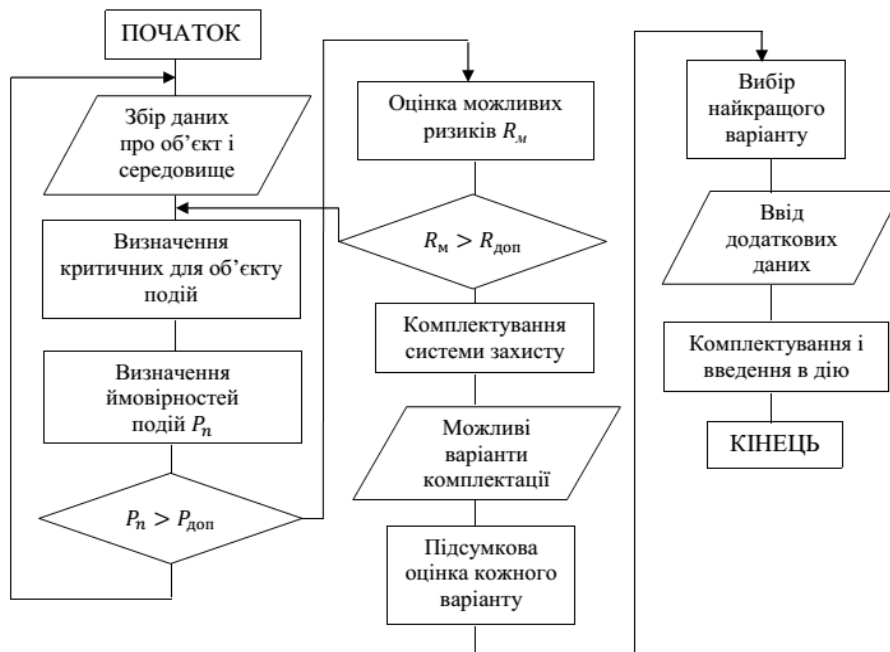 ПОЧАТОК
Збір даних
про об’єкт і
середовище
Визначення
критичних для об’єкту
подій
Визначення
ймовірностей
подій Pₙ
Pₙ > Pдоп
Оцінка можливих
ризиків Rм
Rм > Rдоп
Комплектування
системи захисту
Можливі
варіанти
комплектації
Підсумкова
оцінка кожного
варіанту
Вибір
найкращого
варіанту
Ввід
додаткових
даних
Комплектування і
введення в дію
КІНЕЦЬ